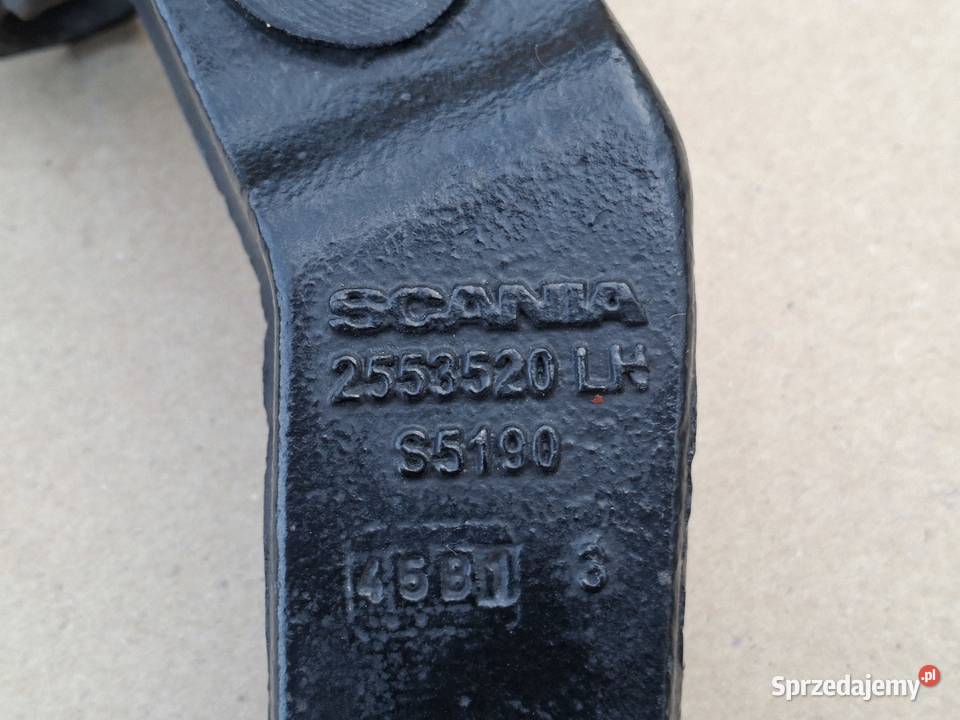 SCANIA
2553520 LH
S5190
45B1 3
Sprzedajemy.pl